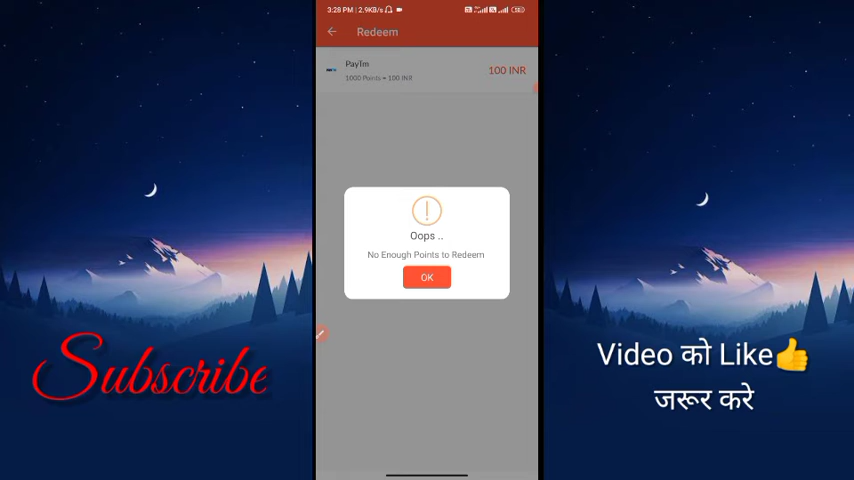 3:28 PM | 2.9KB/s
Redeem
PayTm
1000 Points = 100 INR
100 INR
Oops ..
No Enough Points to Redeem
OK
Subscribe
Video को Like👍
जरूर करे